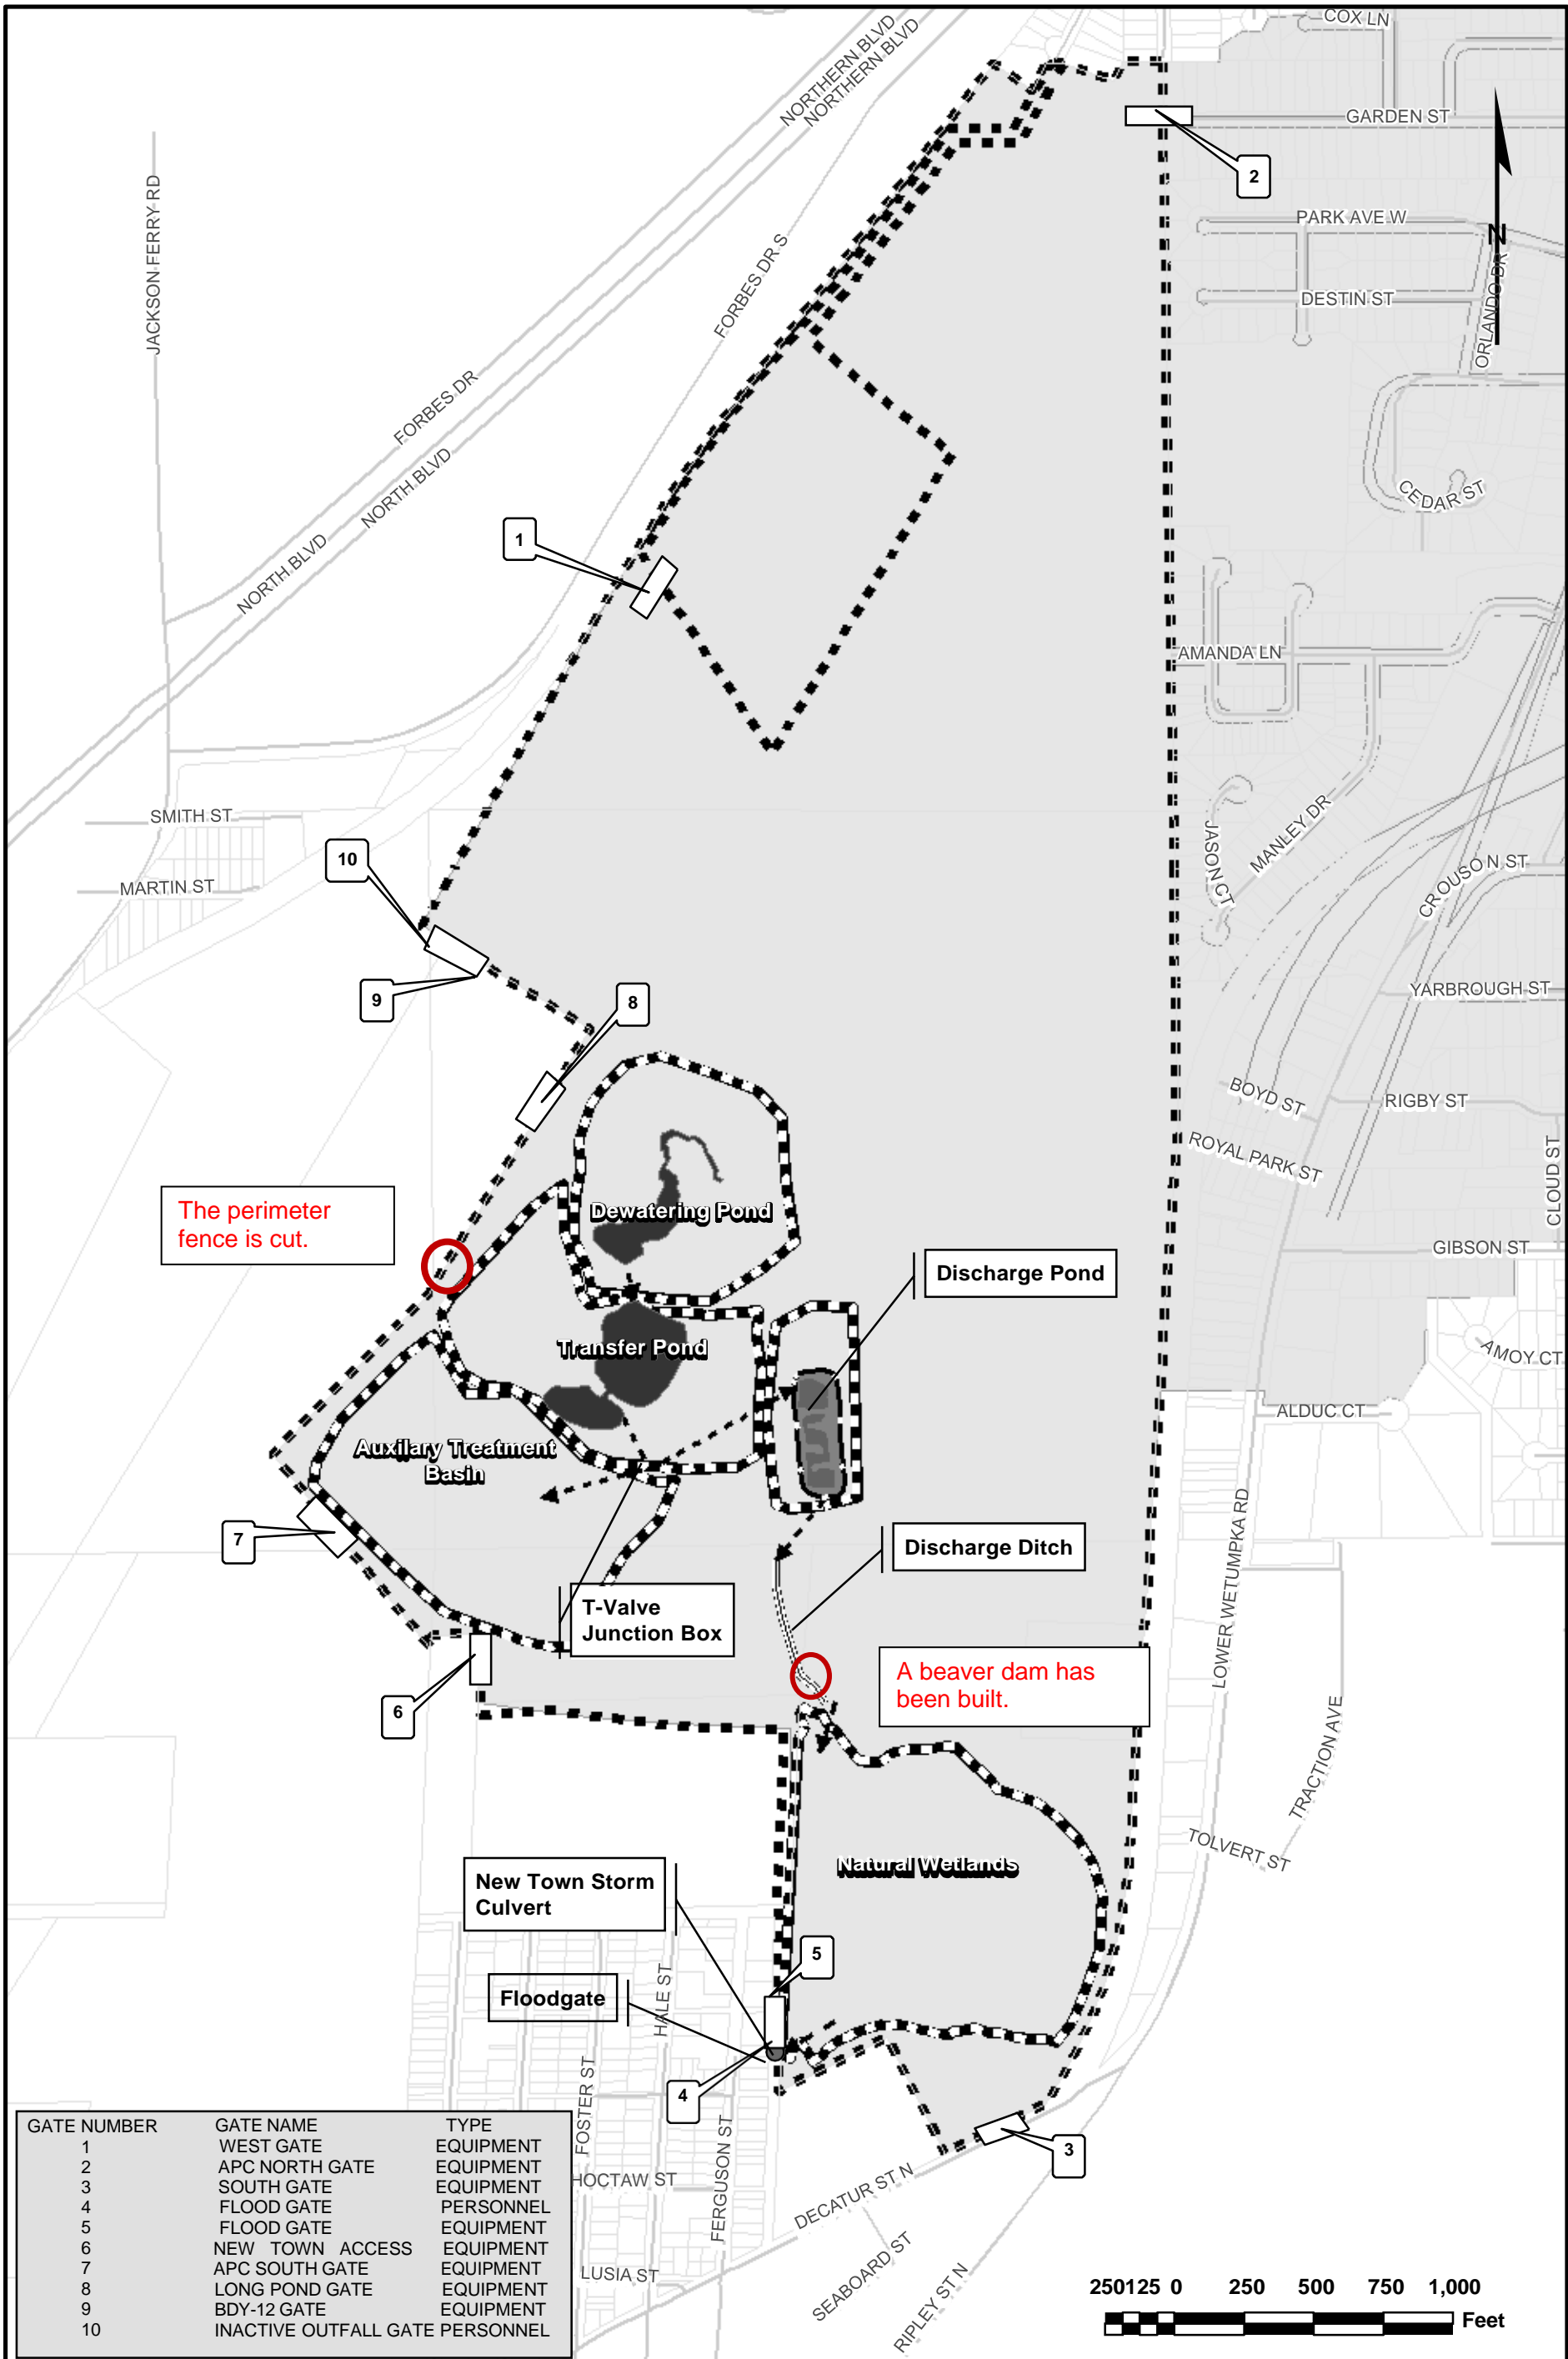 COX LN
NORTHERN BLVD
NORTHERN BLVD
GARDEN ST
2
JACKSON FERRY RD
PARK AVE W
N
FORBES DR S
DESTIN ST
ORLANDO DR
FORBES DR
NORTH BLVD
CEDAR ST
1
NORTH BLVD
AMANDA LN
SMITH ST
MANLEY DR
JASON CT
10
MARTIN ST
CROUSON ST
9
8
YARBROUGH ST
BOYD ST
RIGBY ST
ROYAL PARK ST
CLOUD ST
The perimeter
fence is cut.
Dewatering Pond
GIBSON ST
Discharge Pond
Transfer Pond
AMOY CT
ALDUC CT
Auxilary Treatment
Basin
7
Discharge Ditch
LOWER WETUMPKA RD
T-Valve
Junction Box
A beaver dam has
been built.
6
TRACTION AVE
TOLVERT ST
Natural Wetlands
New Town Storm
Culvert
5
Floodgate
HALE ST
4
FOSTER ST
3
FERGUSON ST
HOCTAW ST
DECATUR ST N
LUSIA ST
SEABOARD ST
RIPLEY ST N
GATE NUMBER GATE NAME TYPE
1 WEST GATE EQUIPMENT
2 APC NORTH GATE EQUIPMENT
3 SOUTH GATE EQUIPMENT
4 FLOOD GATE PERSONNEL
5 FLOOD GATE EQUIPMENT
6 NEW TOWN ACCESS EQUIPMENT
7 APC SOUTH GATE EQUIPMENT
8 LONG POND GATE EQUIPMENT
9 BDY-12 GATE EQUIPMENT
10 INACTIVE OUTFALL GATE PERSONNEL
250 125 0 250 500 750 1,000
Feet